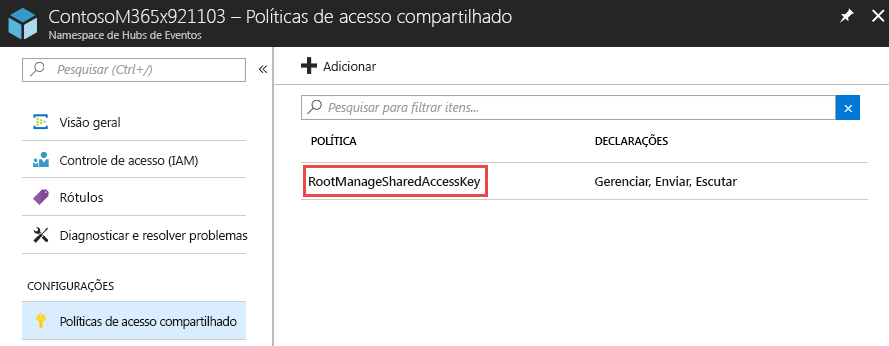 ContosoM365x921103 – Políticas de acesso compartilhado
Namespace de Hubs de Eventos
Pesquisar (Ctrl+/)
Visão geral
Controle de acesso (IAM)
Rótulos
Diagnosticar e resolver problemas
CONFIGURAÇÕES
Políticas de acesso compartilhado
Adicionar
Pesquisar para filtrar itens...
POLÍTICA DECLARAÇÕES
RootManageSharedAccessKey Gerenciar, Enviar, Escutar